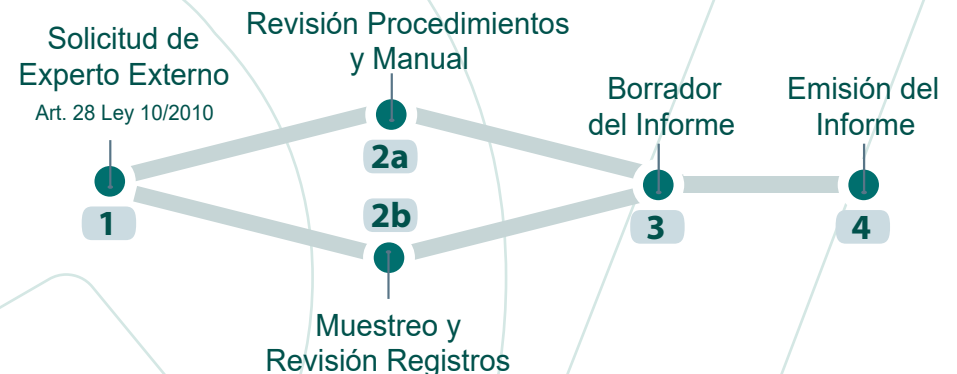 Solicitud de
Experto Externo
Art. 28 Ley 10/2010
1
Revisión Procedimientos
y Manual
2a
2b
Muestreo y
Revisión Registros
Borrador
del Informe
3
Emisión del
Informe
4